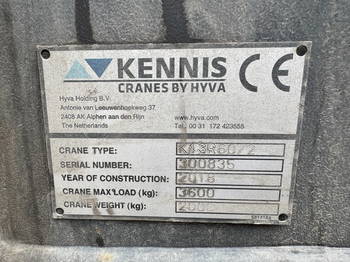 KENNIS CE
CRANES BY HYVA
Hyva Holding B.V.
Antonie van Leeuwenhoekweg 37
2408 AK Alphen aan den Rijn
The Netherlands
www.hyva.com
Tel: 00 31 172 423555
CRANE TYPE:
SERIAL NUMBER: 300835
YEAR OF CONSTRUCTION: 2018
CRANE MAX'LOAD (kg): 3600
CRANE WEIGHT (kg):